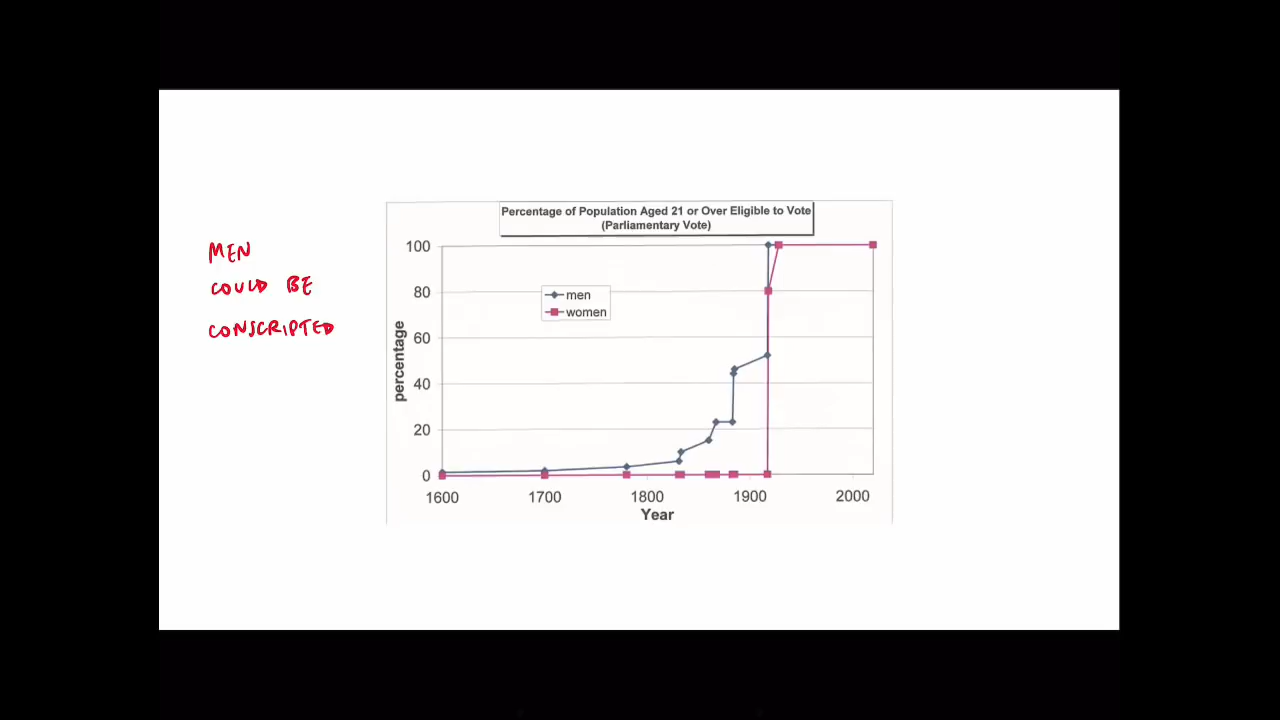 Percentage of Population Aged 21 or Over Eligible to Vote
(Parliamentary Vote)
MEN
COULD BE
CONSCRIPTED
100
80
60
40
20
0
percentage
men
women
1600 1700 1800 1900 2000
Year